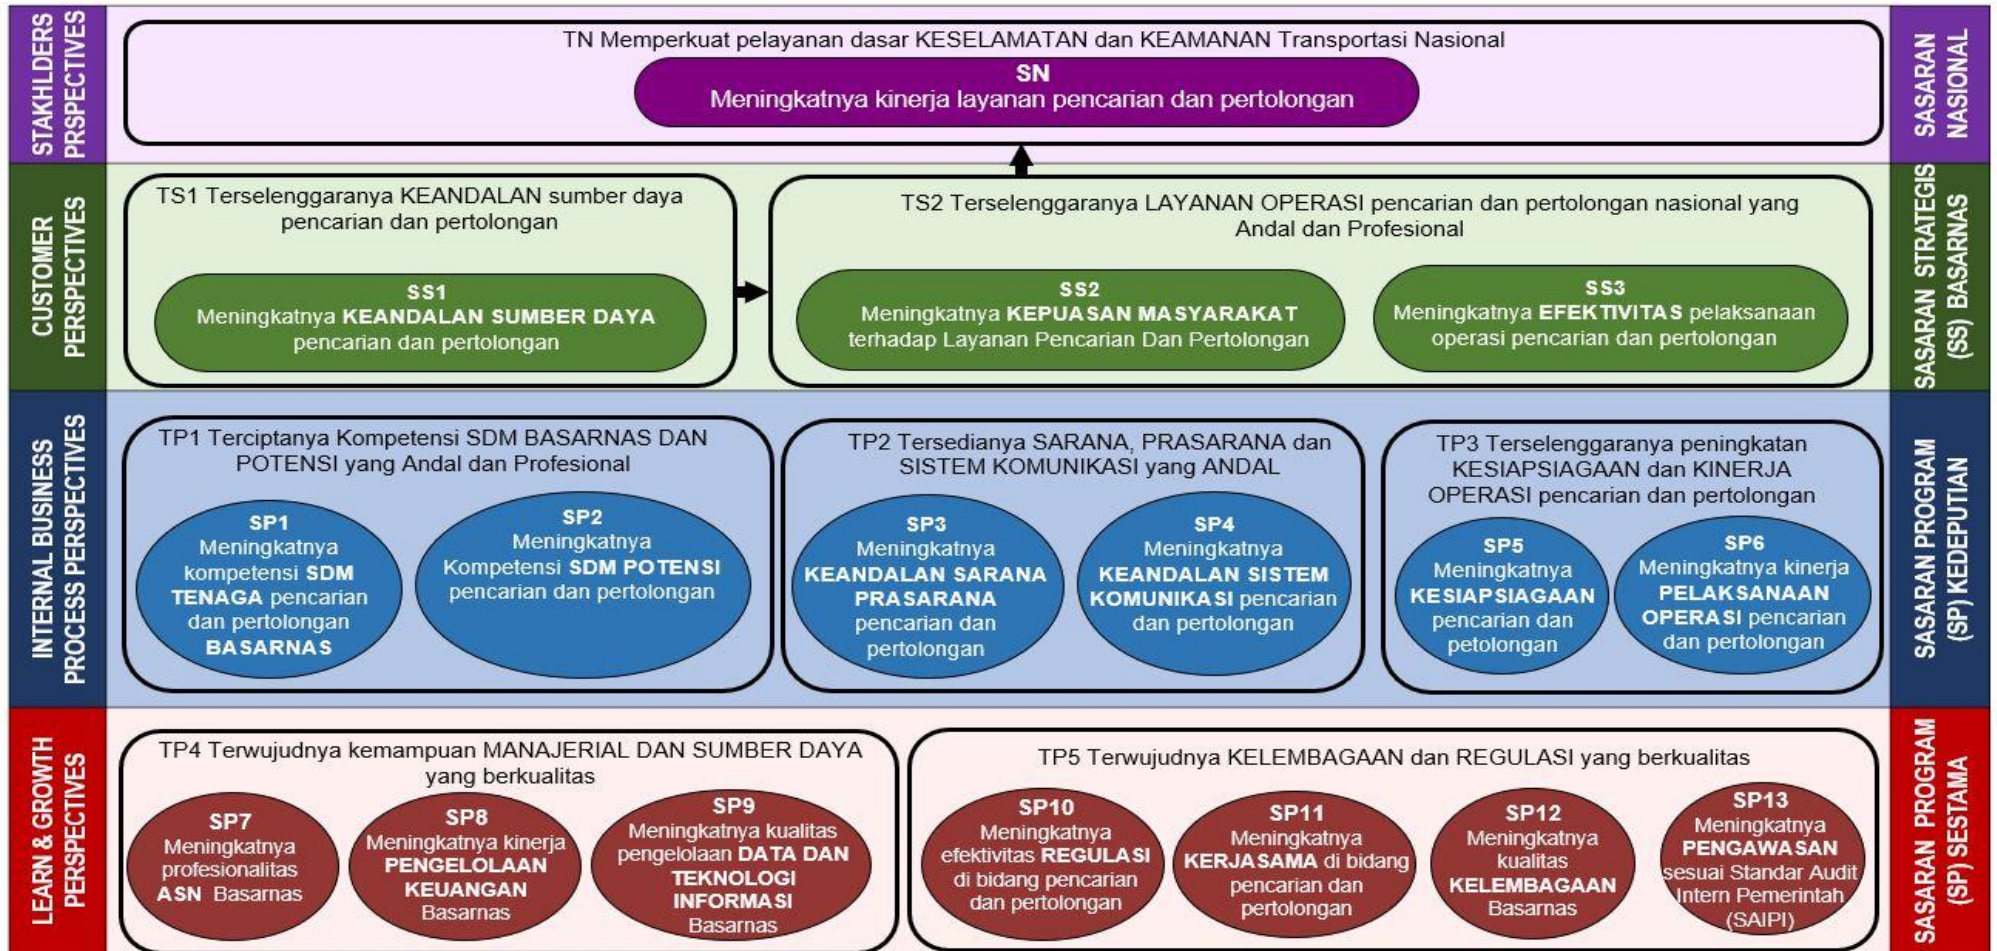 STAKHLDERS
PRSPECTIVES
TN Memperkuat pelayanan dasar KESELAMATAN dan KEAMANAN Transportasi Nasional
SN
Meningkatnya kinerja layanan pencarian dan pertolongan
SASARAN
NASIONAL
CUSTOMER
PERSPECTIVES
TS1 Terselenggaranya KEANDALAN sumber daya
pencarian dan pertolongan
SS1
Meningkatnya KEANDALAN SUMBER DAYA
pencarian dan pertolongan
TS2 Terselenggaranya LAYANAN OPERASI pencarian dan pertolongan nasional yang
Andal dan Profesional
SS2
Meningkatnya KEPUASAN MASYARAKAT
terhadap Layanan Pencarian Dan Pertolongan
SS3
Meningkatnya EFEKTIVITAS pelaksanaan
operasi pencarian dan pertolongan
SASARAN STRATEGIS
(SS) BASARNAS
INTERNAL BUSINESS
PROCESS PERSPECTIVES
TP1 Terciptanya Kompetensi SDM BASARNAS DAN
POTENSI yang Andal dan Profesional
SP1
Meningkatnya
kompetensi SDM
TENAGA pencarian
dan pertolongan
BASARNAS
SP2
Meningkatnya
Kompetensi SDM POTENSI
pencarian dan pertolongan
TP2 Tersedianya SARANA, PRASARANA dan
SISTEM KOMUNIKASI yang ANDAL
SP3
Meningkatnya
KEANDALAN SARANA
PRASARANA
pencarian dan
pertolongan
SP4
Meningkatnya
KEANDALAN SISTEM
KOMUNIKASI pencarian
dan pertolongan
TP3 Terselenggaranya peningkatan
KESIAPSIAGAAN dan KINERJA
OPERASI pencarian dan pertolongan
SP5
Meningkatnya
KESIAPSIAGAAN
pencarian dan
petolongan
SP6
Meningkatnya kinerja
PELAKSANAAN
OPERASI pencarian
dan pertolongan
SASARAN PROGRAM
(SP) KEDEPUTIAN
LEARN & GROWTH
PERSPECTIVES
TP4 Terwujudnya kemampuan MANAJERIAL DAN SUMBER DAYA
yang berkualitas
SP7
Meningkatnya
profesionalitas
ASN Basarnas
SP8
Meningkatnya kinerja
PENGELOLAAN
KEUANGAN
Basarnas
SP9
Meningkatnya kualitas
pengelolaan DATA DAN
TEKNOLOGI
INFORMASI
Basarnas
TP5 Terwujudnya KELEMBAGAAN dan REGULASI yang berkualitas
SP10
Meningkatnya
efektivitas REGULASI
di bidang pencarian
dan pertolongan
SP11
Meningkatnya
KERJASAMA di bidang
pencarian dan
pertolongan
SP12
Meningkatnya
kualitas
KELEMBAGAAN
Basarnas
SP13
Meningkatnya
PENGAWASAN
sesuai Standar Audit
Intern Pemerintah
(SAIPI)
SASARAN PROGRAM
(SP) SESTAMA